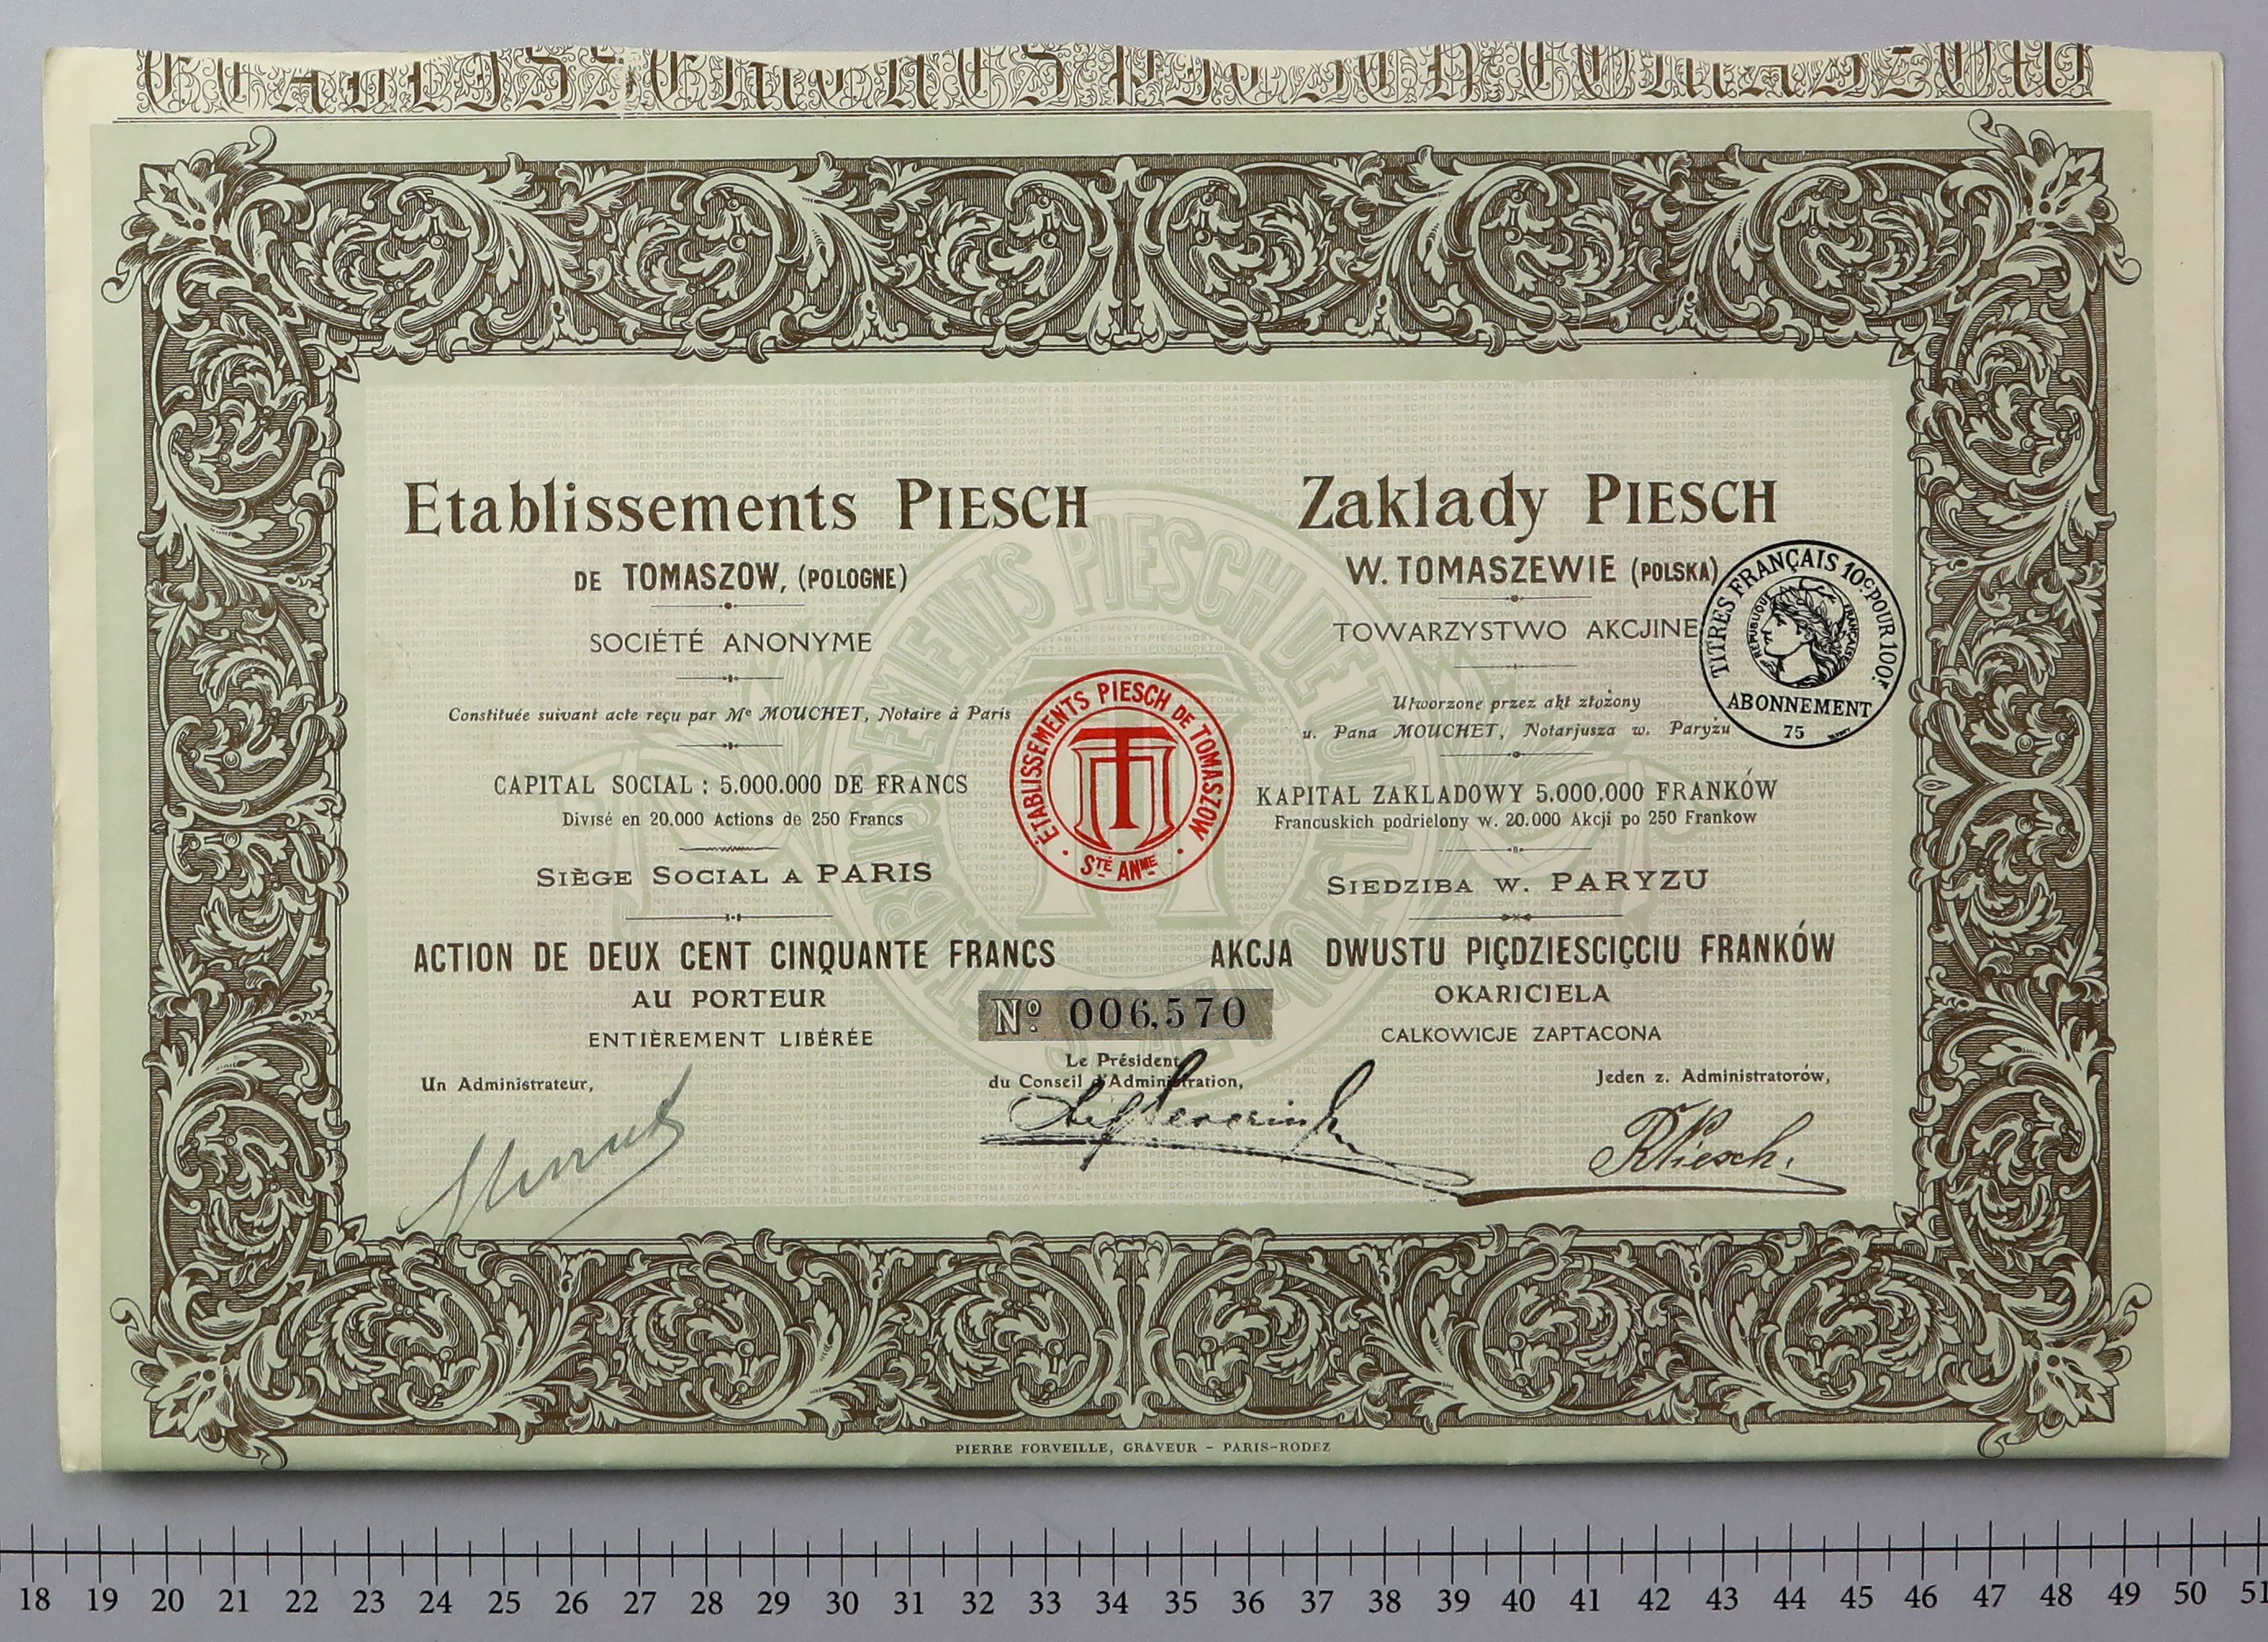 Etablissements PIESCH
DE TOMASZOW, (POLOGNE)
SOCIÉTÉ ANONYME
Constituée suivant acte reçu par Me MOUCHET, Notaire à Paris
CAPITAL SOCIAL : 5.000.000 DE FRANCS
Divisé en 20.000 Actions de 250 Francs
SIÈGE SOCIAL A PARIS
ACTION DE DEUX CENT CINQUANTE FRANCS
AU PORTEUR
ENTIÈREMENT LIBÉRÉE
Un Administrateur,
ÉTABLISSEMENTS PIESCH DE TOMASZOW
STÉ ANME
No 006,570
Le Président
du Conseil d'Administration,
Zaklady PIESCH
W. TOMASZEWIE (POLSKA)
TOWARZYSTWO AKCJINE
Utworzone przez akt ztożony
u. Pana MOUCHET, Notarjusza w. Paryżu
KAPITAL ZAKLADOWY 5.000,000 FRANKÓW
Francuskich podrielony w. 20.000 Akcji po 250 Frankow
SIEDZIBA W. PARYZU
AKCJA DWUSTU PIÇDZIESCIÇCIU FRANKÓW
OKARICIELA
CALKOWICJE ZAPTACONA
Jeden z. Administratorów,
RPiesch.
TITRES FRANÇAIS 10c. POUR 100f.
RÉPUBLIQUE FRANÇAISE
ABONNEMENT
75
PIERRE FORVEILLE, GRAVEUR - PARIS-RODEZ
18 19 20 21 22 23 24 25 26 27 28 29 30 31 32 33 34 35 36 37 38 39 40 41 42 43 44 45 46 47 48 49 50 51